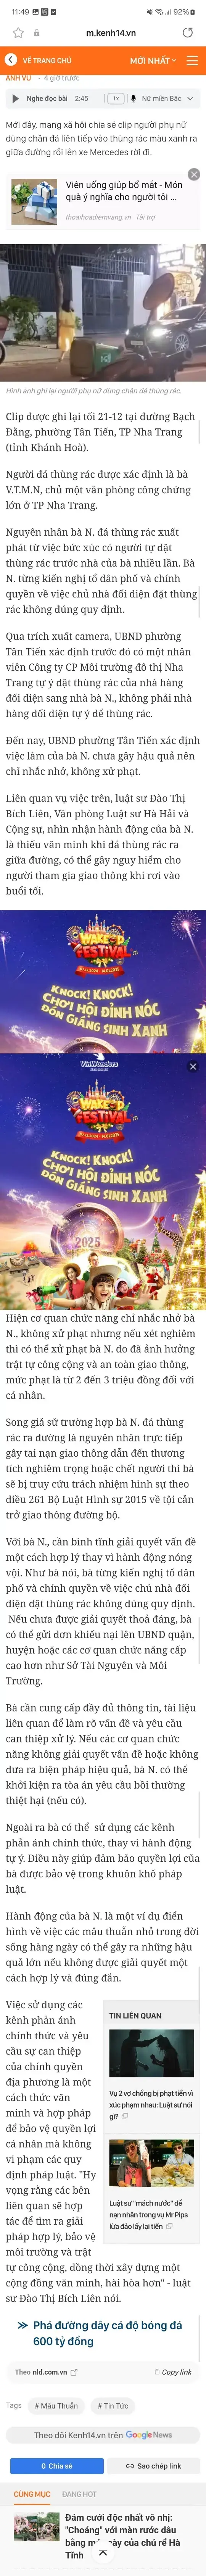 11:49
92%
m.kenh14.vn
VỀ TRANG CHỦ
MỚI NHẤT
ANH VŨ - 4 giờ trước
Nghe đọc bài 2:45
1x
Nữ miền Bắc
Mới đây, mạng xã hội chia sẻ clip người phụ nữ
dùng chân đá liên tiếp vào thùng rác màu xanh ra
giữa đường rồi lên xe Mercedes rời đi.
Viên uống giúp bổ mắt - Món
quà ý nghĩa cho người tôi ...
thoaihoadiemvang.vn Tài trợ
Hình ảnh ghi lại người phụ nữ dùng chân đá thùng rác.
Clip được ghi lại tối 21-12 tại đường Bạch
Đằng, phường Tân Tiến, TP Nha Trang
(tỉnh Khánh Hoà).
Người đá thùng rác được xác định là bà
V.T.M.N, chủ một văn phòng công chứng
lớn ở TP Nha Trang.
Nguyên nhân bà N. đá thùng rác xuất
phát từ việc bức xúc có người tự đặt
thùng rác trước nhà của bà nhiều lần. Bà
N. từng kiến nghị tổ dân phố và chính
quyền về việc chủ nhà đối diện đặt thùng
rác không đúng quy định.
Qua trích xuất camera, UBND phường
Tân Tiến xác định trước đó có một nhân
viên Công ty CP Môi trường đô thị Nha
Trang tự ý đặt thùng rác của nhà hàng
đối diện sang nhà bà N., không phải nhà
hàng đối diện tự ý để thùng rác.
Đến nay, UBND phường Tân Tiến xác định
việc làm của bà N. chưa gây hậu quả nên
chỉ nhắc nhở, không xử phạt.
Liên quan vụ việc trên, luật sư Đào Thị
Bích Liên, Văn phòng Luật sư Hà Hải và
Cộng sự, nhìn nhận hành động của bà N.
là thiếu văn minh khi đá thùng rác ra
giữa đường, có thể gây nguy hiểm cho
người tham gia giao thông khi rơi vào
buổi tối.
WAKE UP
FESTIVAL
KNOCK! KNOCK!
CHƠI HỘI ĐỈNH NÓC
ĐÓN GIÁNG SINH XANH
VinWonders
WAKE UP
FESTIVAL
KNOCK! KNOCK!
CHƠI HỘI ĐỈNH NÓC
ĐÓN GIÁNG SINH XANH
2025
Hiện cơ quan chức năng chỉ nhắc nhở bà
N., không xử phạt nhưng nếu xét nghiêm
thì có thể xử phạt bà N. do đã ảnh hưởng
trật tự công cộng và an toàn giao thông,
mức phạt là từ 2 đến 3 triệu đồng đối với
cá nhân.
Song giả sử trường hợp bà N. đá thùng
rác ra đường là nguyên nhân trực tiếp
gây tai nạn giao thông dẫn đến thương
tích nghiêm trọng hoặc chết người thì bà
sẽ bị truy cứu trách nhiệm hình sự theo
điều 261 Bộ Luật Hình sự 2015 về tội cản
trở giao thông đường bộ.
Với bà N., cần bình tĩnh giải quyết vấn đề
một cách hợp lý thay vì hành động nóng
vội. Như bà nói, bà từng kiến nghị tổ dân
phố và chính quyền về việc chủ nhà đối
diện đặt thùng rác không đúng quy định.
Nếu chưa được giải quyết thoả đáng, bà
có thể gửi đơn khiếu nại lên UBND quận,
huyện hoặc các cơ quan chức năng cấp
cao hơn như Sở Tài Nguyên và Môi
Trường.
Bà cần cung cấp đầy đủ thông tin, tài liệu
liên quan để làm rõ vấn đề và yêu cầu
can thiệp xử lý. Nếu các cơ quan chức
năng không giải quyết vấn đề hoặc không
đưa ra biện pháp hiệu quả, bà N. có thể
khởi kiện ra tòa án yêu cầu bồi thường
thiệt hại (nếu có).
Ngoài ra bà có thể sử dụng các kênh
phản ánh chính thức, thay vì hành động
tự ý. Điều này giúp đảm bảo quyền lợi của
bà được bảo vệ trong khuôn khổ pháp
luật.
Hành động của bà N. là một ví dụ điển
hình về việc các mâu thuẫn nhỏ trong đời
sống hàng ngày có thể gây ra những hậu
quả lớn nếu không được giải quyết một
cách hợp lý và đúng đắn.
Việc sử dụng các
kênh phản ánh
chính thức và yêu
cầu sự can thiệp
của chính quyền
địa phương là một
cách thức văn
minh và hợp pháp
để bảo vệ quyền lợi
cá nhân mà không
vi phạm các quy
định pháp luật. "Hy
vọng rằng các bên
liên quan sẽ hợp
tác để tìm ra giải
pháp hợp lý, bảo vệ
môi trường và trật
tự công cộng, đồng thời xây dựng một
cộng đồng văn minh, hài hòa hơn" - luật
sư Đào Thị Bích Liên nói.
TIN LIÊN QUAN
Vụ 2 vợ chồng bị phạt tiền vì
xúc phạm nhau: Luật sư nói
gì?
Luật sư "mách nước" để
nạn nhân trong vụ Mr Pips
lừa đảo lấy lại tiền
Phá đường dây cá độ bóng đá
600 tỷ đồng
Theo nld.com.vn
Copy link
Tags
# Mâu Thuẫn
# Tin Tức
Theo dõi Kenh14.vn trên Google News
0 Chia sẻ
Sao chép link
CÙNG MỤC
ĐANG HOT
Đám cưới độc nhất vô nhị:
"Choáng" với màn rước dâu
bằng máy cày của chú rể Hà
Tĩnh